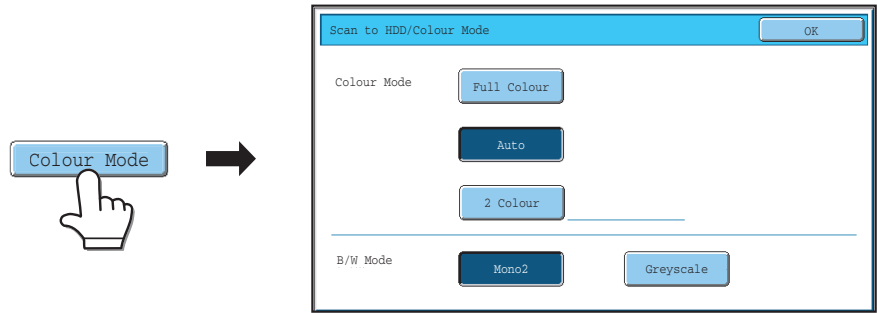 Colour Mode
Scan to HDD/Colour Mode
OK
Colour Mode
Full Colour
Auto
2 Colour
B/W Mode
Mono2
Greyscale